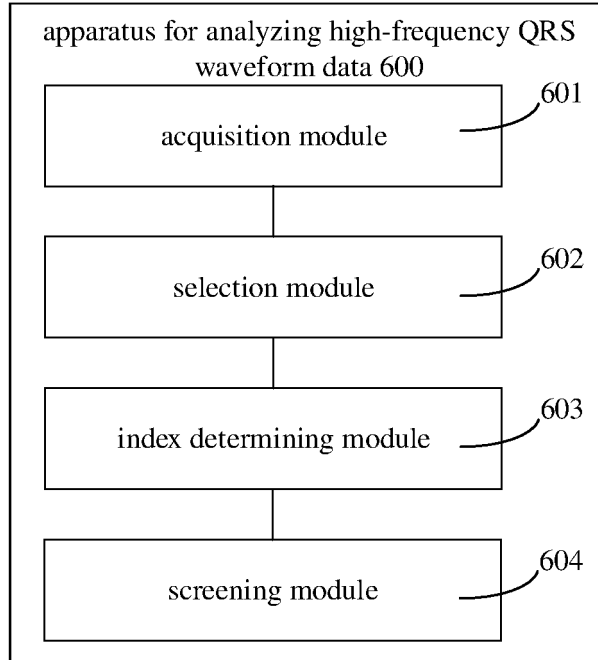 apparatus for analyzing high-frequency QRS
waveform data 600
601
acquisition module
602
selection module
603
index determining module
604
screening module